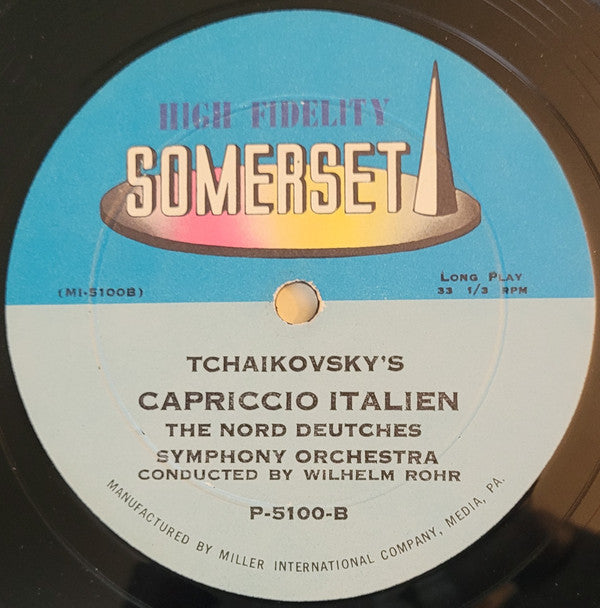 HIGH FIDELITY
SOMERSET
(MI-5100B)
LONG PLAY
33 1/3 RPM
TCHAIKOVSKY'S
CAPRICCIO ITALIEN
THE NORD DEUTCHES
SYMPHONY ORCHESTRA
CONDUCTED BY WILHELM ROHR
P-5100-B
MANUFACTURED BY MILLER INTERNATIONAL COMPANY, MEDIA, PA.